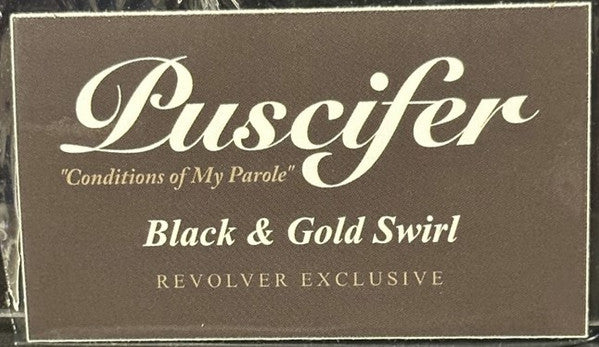 Puscifer
"Conditions of My Parole"
Black & Gold Swirl
REVOLVER EXCLUSIVE